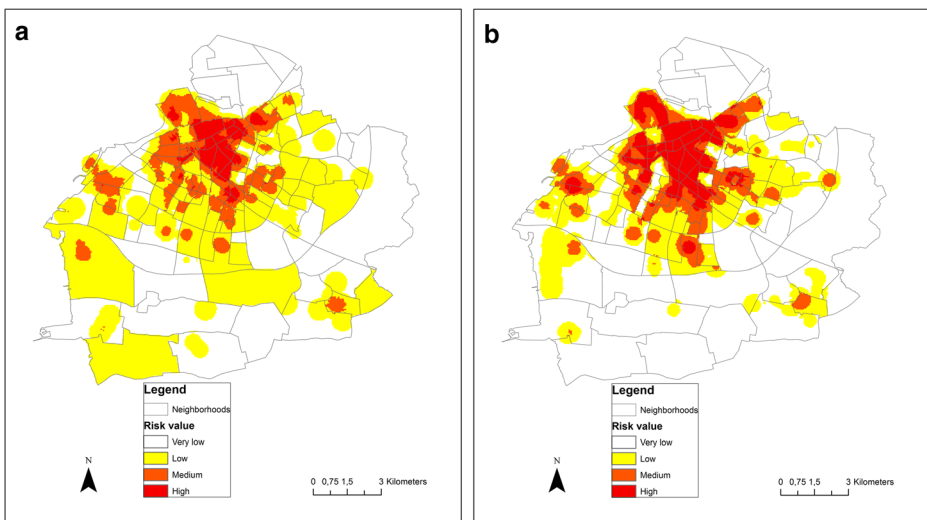 a
Legend
Neighborhoods
Risk value
Very low
Low
Medium
High
N
0 0,75 1,5 3 Kilometers
b
Legend
Neighborhoods
Risk value
Very low
Low
Medium
High
N
0 0,75 1,5 3 Kilometers